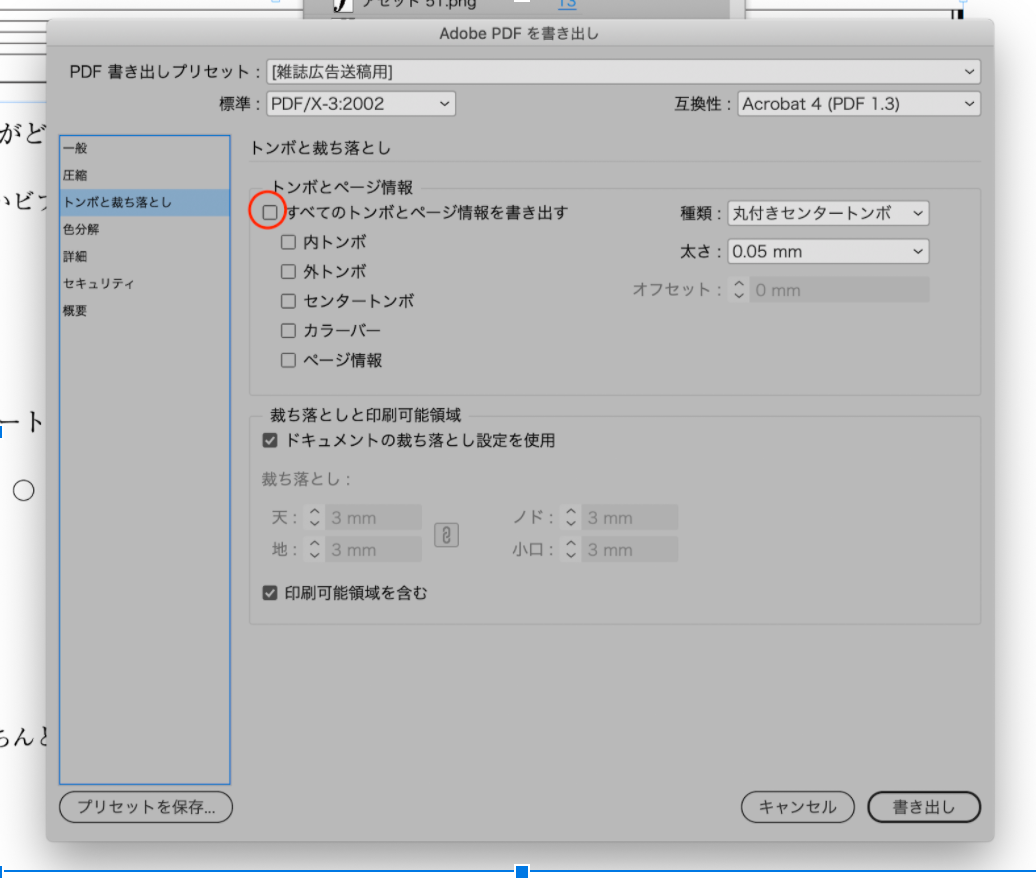 アセット 51.png 13
Adobe PDF を書き出し
PDF 書き出しプリセット : [雑誌広告送稿用]
標準 : PDF/X-3:2002 互換性 : Acrobat 4 (PDF 1.3)
がど
一般
圧縮
トンボと裁ち落とし
色分解
詳細
セキュリティ
概要
いビブ
ート
○
ちんと
トンボと裁ち落とし
トンボとページ情報
すべてのトンボとページ情報を書き出す 種類 : 丸付きセンタートンボ
内トンボ
外トンボ 太さ : 0.05 mm
センタートンボ オフセット : 0 mm
カラーバー
ページ情報
裁ち落としと印刷可能領域
ドキュメントの裁ち落とし設定を使用
裁ち落とし :
天 : 3 mm ノド : 3 mm
地 : 3 mm 小口 : 3 mm
印刷可能領域を含む
プリセットを保存... キャンセル 書き出し